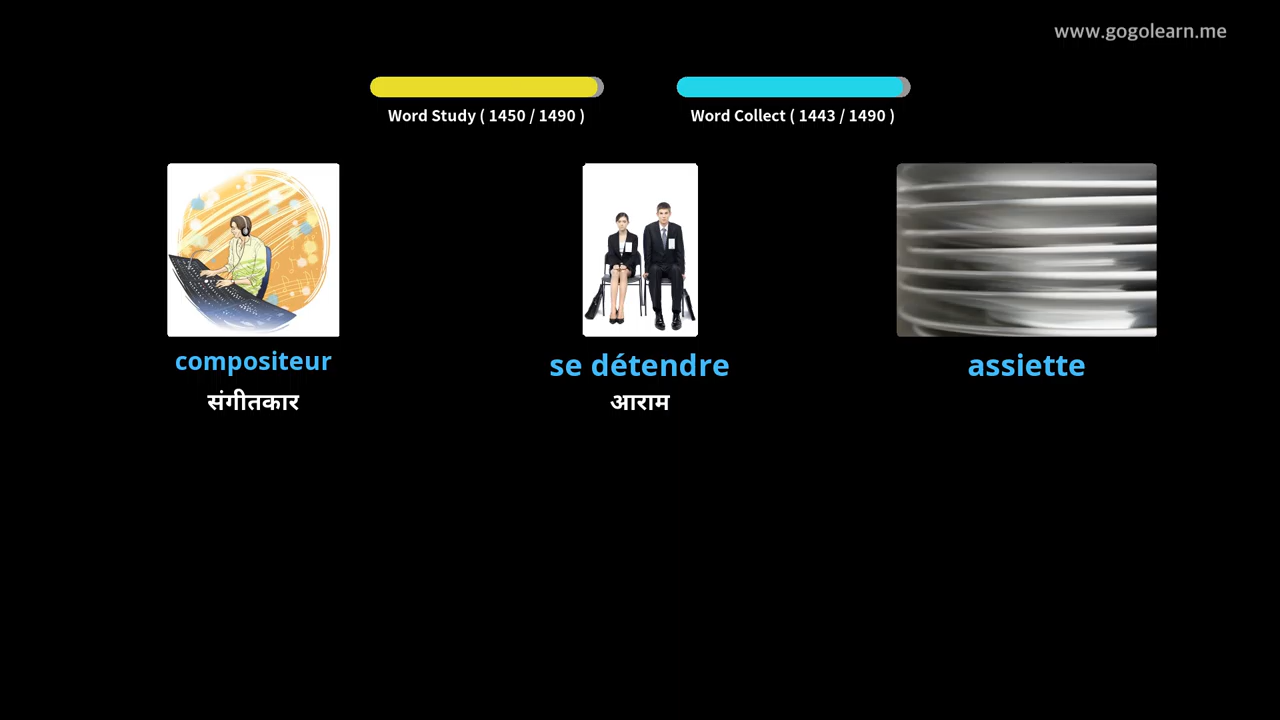 www.gogolearn.me
Word Study ( 1450 / 1490 )
Word Collect ( 1443 / 1490 )
compositeur
se détendre
assiette
संगीतकार
आराम